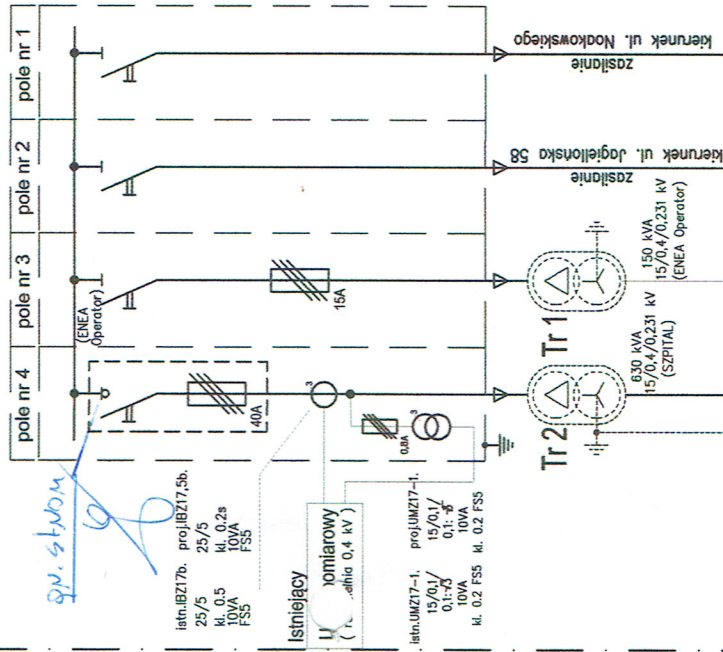 pole nr 4
pole nr 3
pole nr 2
pole nr 1
(ENEA
Operator)
40A
15A
3
0,8A
3
istn.IBZ17b.
25/5
kl. 0.5
10VA
FS5
proj.IBZ17,5b.
25/5
kl. 0.2s
10VA
FS5
Istniejący
pomiarowy
0,4 kV )
istn.UMZ17-1.
15/0,1/
0,1:√3
10VA
kl. 0.2 FS5
proj.UMZ17-1.
15/0,1/
0,1:
10VA
kl. 0.2 FS5
Tr 2
630 kVA
15/0,4/0,231 kV
(SZPITAL)
Tr 1
150 kVA
15/0,4/0,231 kV
(ENEA Operator)
zasilanie
kierunek ul. Jagiellońska 58
zasilanie
kierunek ul. Noakowskiego